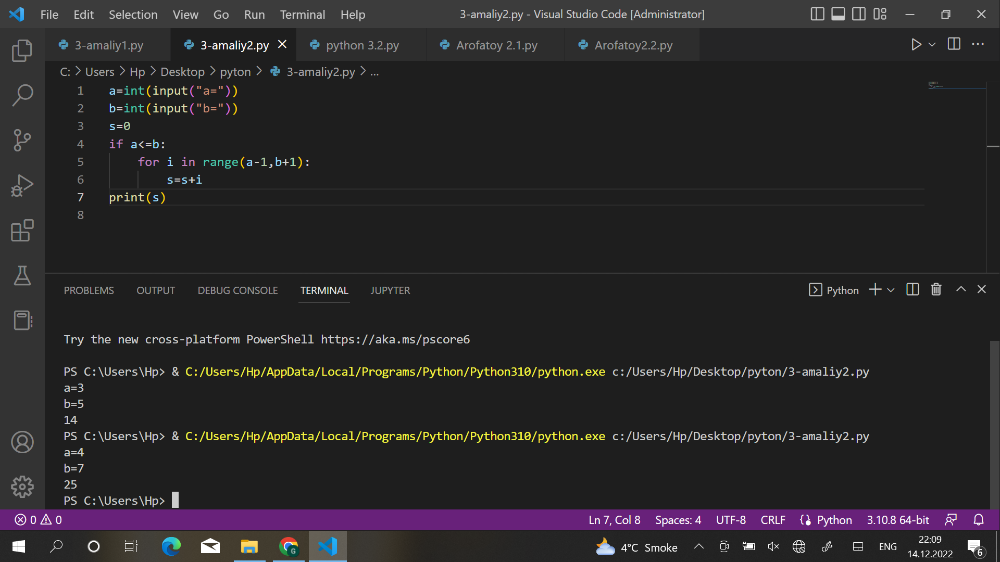 File Edit Selection View Go Run Terminal Help 3-amaliy2.py - Visual Studio Code [Administrator]
3-amaliy1.py 3-amaliy2.py python 3.2.py Arofatoy 2.1.py Arofatoy2.2.py
C: > Users > Hp > Desktop > pyton > 3-amaliy2.py > ...
1 a=int(input("a="))
2 b=int(input("b="))
3 s=0
4 if a<=b:
5 for i in range(a-1,b+1):
6 s=s+i
7 print(s)
8
PROBLEMS OUTPUT DEBUG CONSOLE TERMINAL JUPYTER Python
Try the new cross-platform PowerShell https://aka.ms/pscore6
PS C:\Users\Hp> & C:/Users/Hp/AppData/Local/Programs/Python/Python310/python.exe c:/Users/Hp/Desktop/pyton/3-amaliy2.py
a=3
b=5
14
PS C:\Users\Hp> & C:/Users/Hp/AppData/Local/Programs/Python/Python310/python.exe c:/Users/Hp/Desktop/pyton/3-amaliy2.py
a=4
b=7
25
PS C:\Users\Hp>
0 0 Ln 7, Col 8 Spaces: 4 UTF-8 CRLF Python 3.10.8 64-bit
G 4°C Smoke ENG 22:09
14.12.2022 6